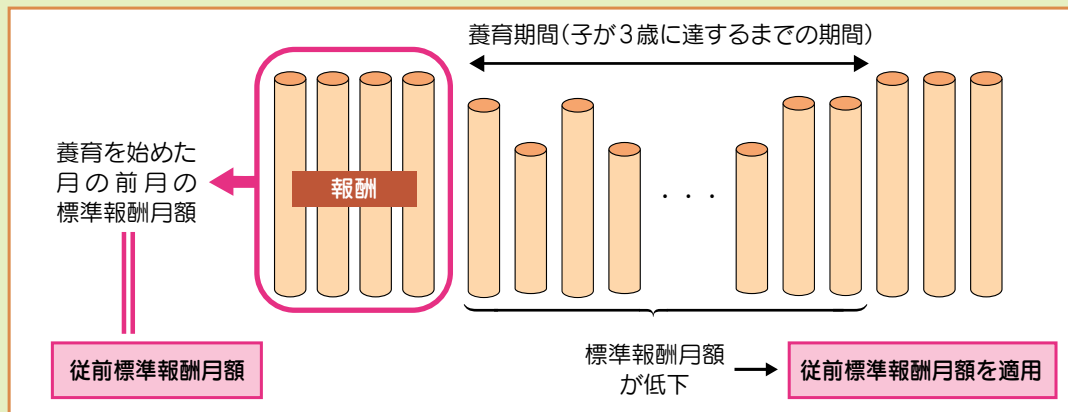 養育期間(子が3歳に達するまでの期間)
養育を始めた
月の前月の
標準報酬月額
報酬
・・・
従前標準報酬月額
標準報酬月額
が低下
従前標準報酬月額を適用